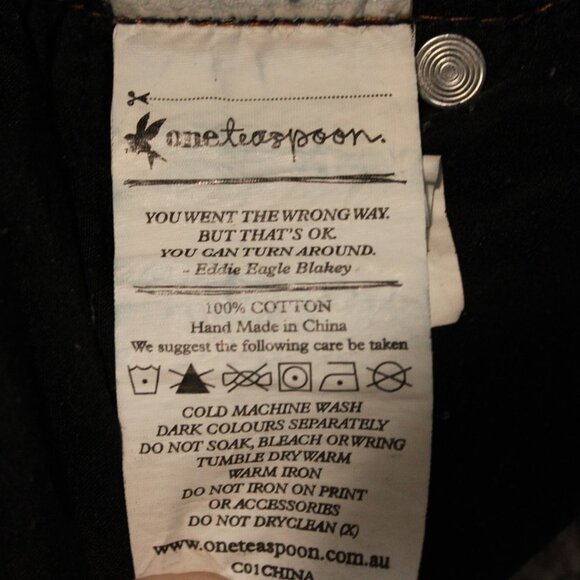 oneteaspoon.
YOU WENT THE WRONG WAY.
BUT THAT'S OK.
YOU CAN TURN AROUND.
- Eddie Eagle Blakey
100% COTTON
Hand Made in China
We suggest the following care be taken
COLD MACHINE WASH
DARK COLOURS SEPARATELY
DO NOT SOAK, BLEACH OR WRING
TUMBLE DRY WARM
WARM IRON
DO NOT IRON ON PRINT
OR ACCESSORIES
DO NOT DRYCLEAN (X)
www.oneteaspoon.com.au
C01CHINA